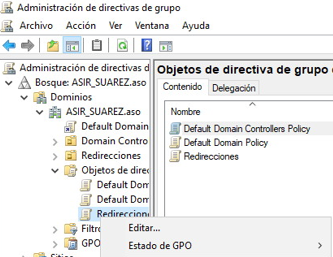 Administración de directivas de grupo
Archivo Acción Ver Ventana Ayuda
Administración de directivas d
Bosque: ASIR_SUAREZ.aso
Dominios
ASIR_SUAREZ.aso
Default Domain
Domain Contro
Redirecciones
Objetos de direc
Default Dom
Default Dom
Redireccione
Filtro
GPO
Sitios
Objetos de directiva de grupo e
Contenido Delegación
Nombre
Default Domain Controllers Policy
Default Domain Policy
Redirecciones
Editar...
Estado de GPO